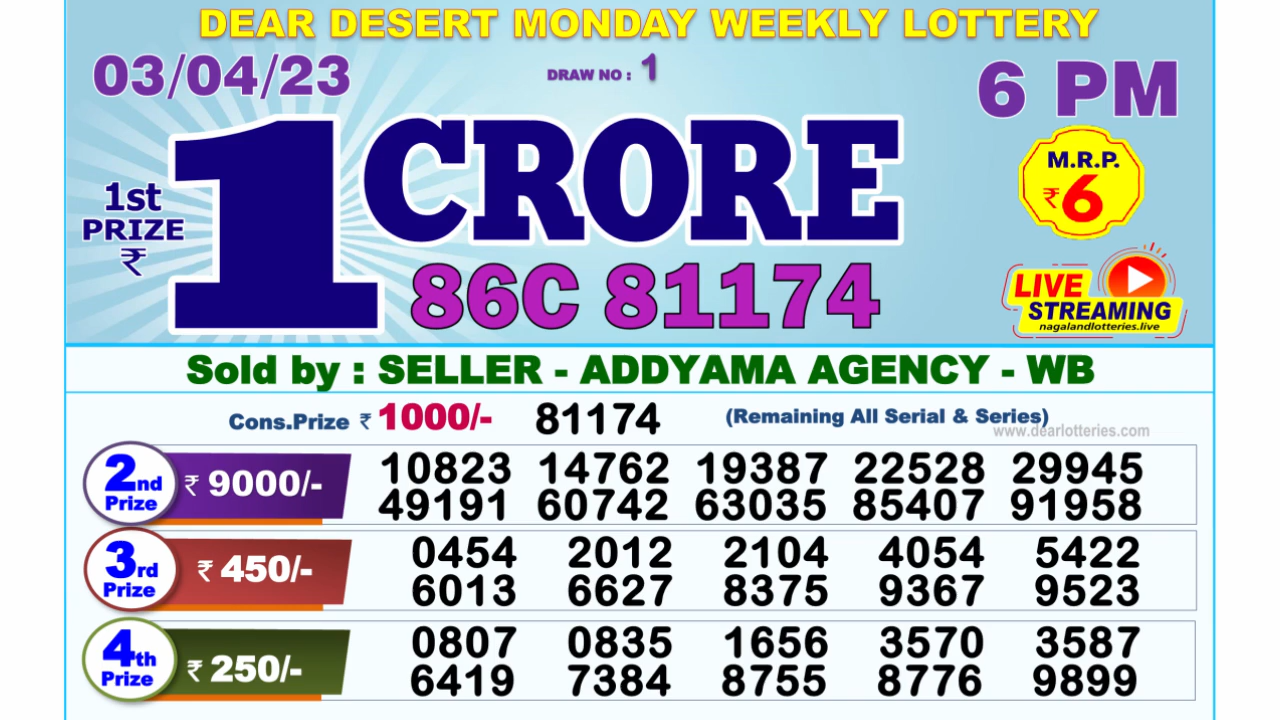 DEAR DESERT MONDAY WEEKLY LOTTERY
03/04/23
DRAW NO : 1
6 PM
1st
PRIZE
₹
1 CRORE
86C 81174
M.R.P.
₹6
LIVE
STREAMING
nagalandlotteries.live
Sold by : SELLER - ADDYAMA AGENCY - WB
Cons.Prize ₹ 1000/- 81174 (Remaining All Serial & Series)
www.dearlotteries.com
2nd Prize ₹ 9000/-
10823 14762 19387 22528 29945
49191 60742 63035 85407 91958
3rd Prize ₹ 450/-
0454 2012 2104 4054 5422
6013 6627 8375 9367 9523
4th Prize ₹ 250/-
0807 0835 1656 3570 3587
6419 7384 8755 8776 9899